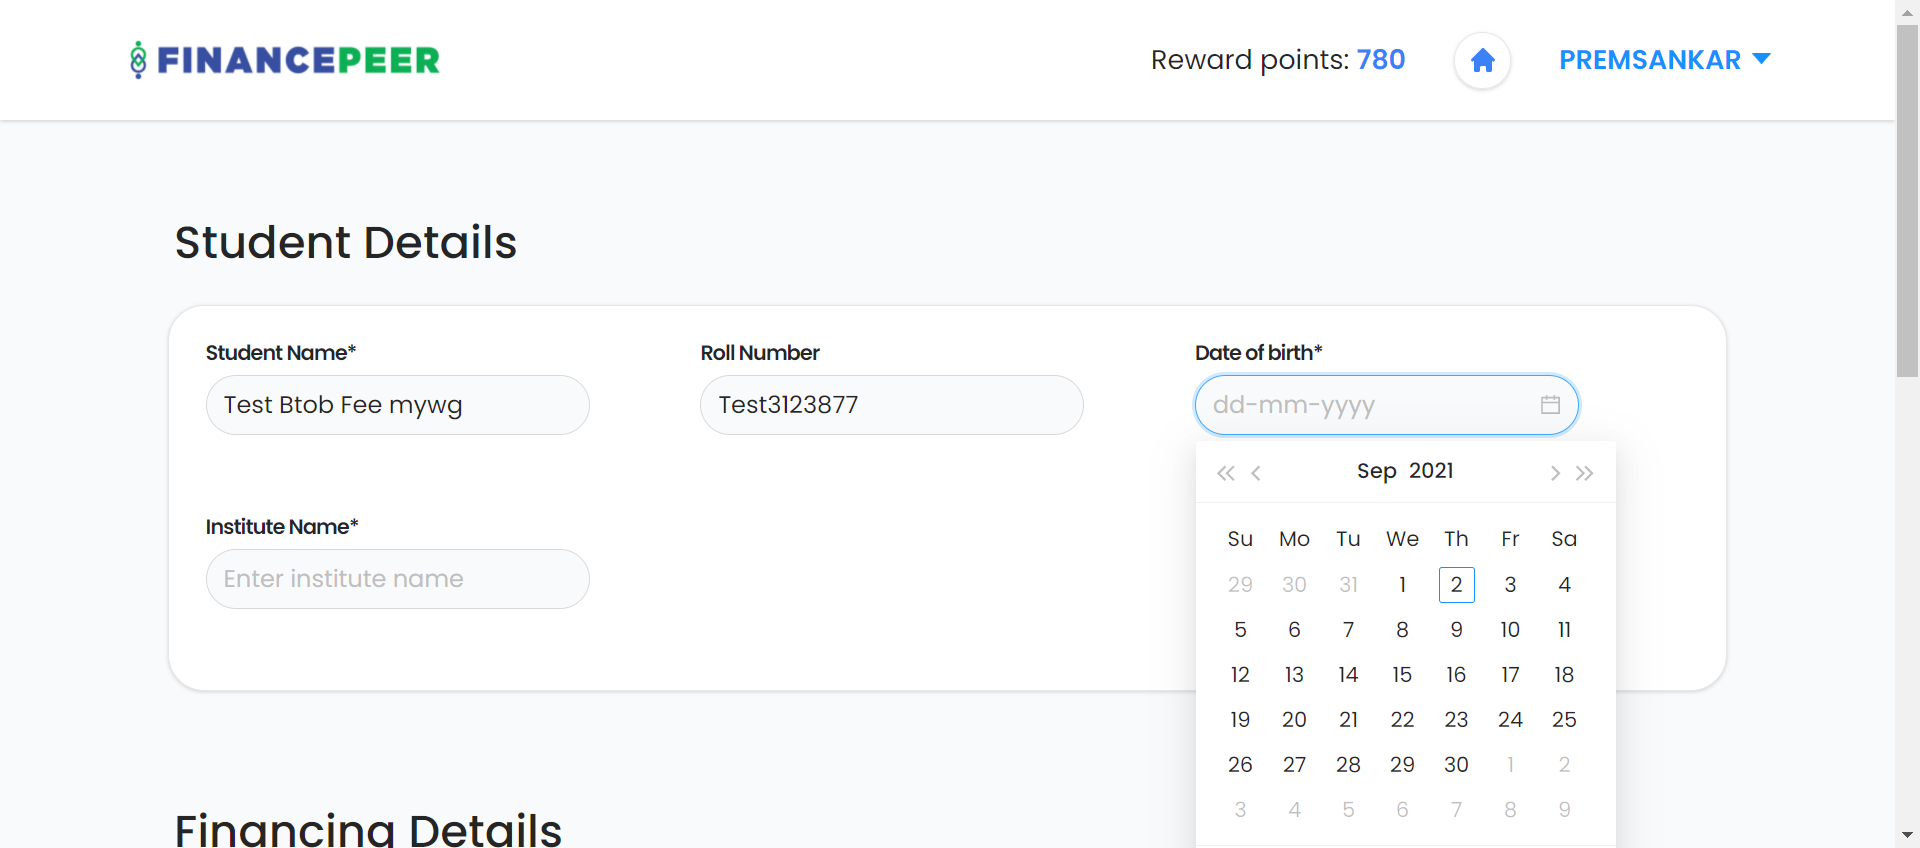 FINANCEPEER
Reward points: 780
PREMSANKAR
Student Details
Student Name*
Roll Number
Date of birth*
Test Btob Fee mywg
Test3123877
dd-mm-yyyy
Sep 2021
Su Mo Tu We Th Fr Sa
29 30 31 1 2 3 4
5 6 7 8 9 10 11
12 13 14 15 16 17 18
19 20 21 22 23 24 25
26 27 28 29 30 1 2
3 4 5 6 7 8 9
Institute Name*
Enter institute name
Financing Details